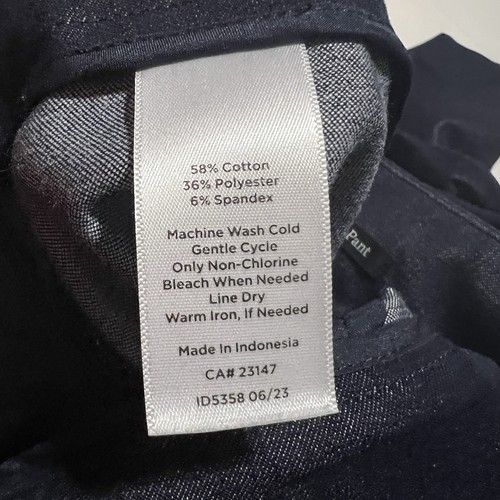 58% Cotton
36% Polyester
6% Spandex
Machine Wash Cold
Gentle Cycle
Only Non-Chlorine
Bleach When Needed
Line Dry
Warm Iron, If Needed
Made In Indonesia
CA# 23147
ID5358 06/23
Pant